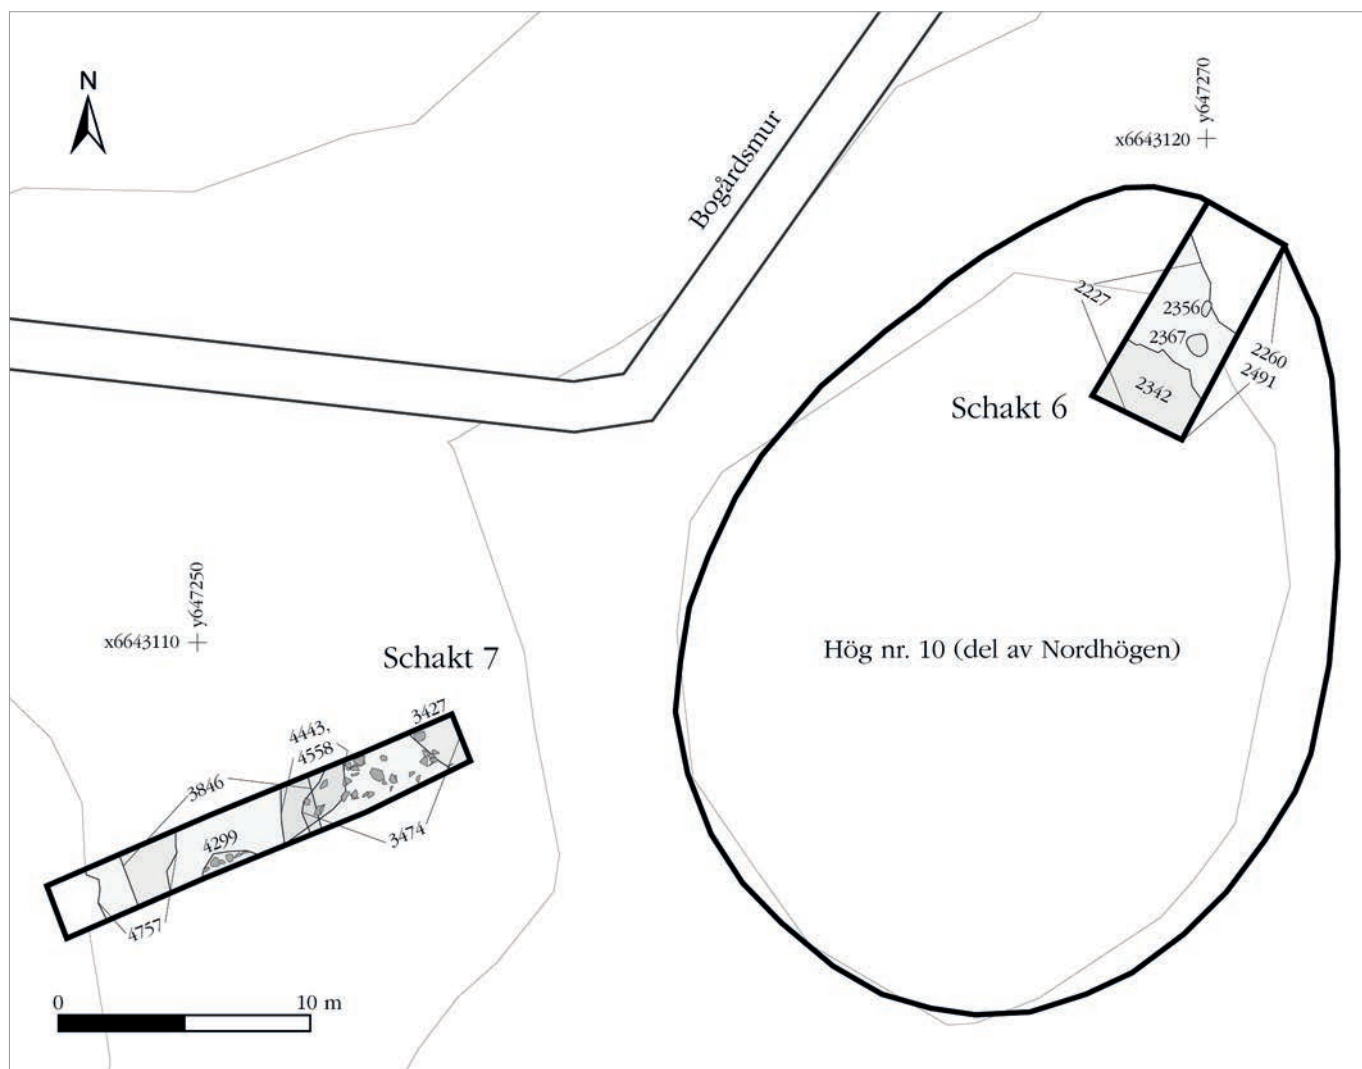 N
Bogårdsmur
y647270
x6643120
2227
2356
2367
2342
2260
2491
Schakt 6
y647250
x6643110
Schakt 7
Hög nr. 10 (del av Nordhögen)
3427
4443,
4558
3846
3474
4299
4757
0 10 m